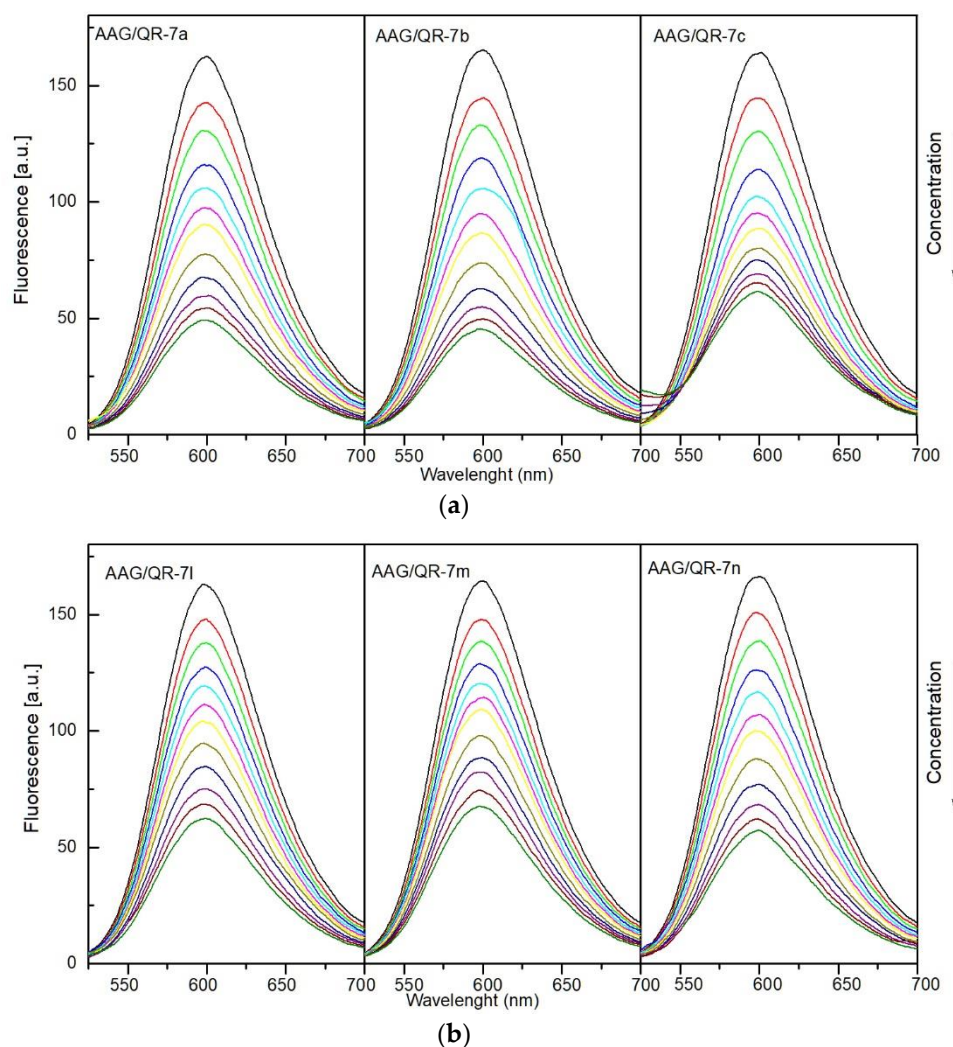 AAG/QR-7a AAG/QR-7b AAG/QR-7c
Fluorescence [a.u.]
150
100
50
0
550 600 650 700 550 600 650 700 550 600 650 700
Wavelenght (nm)
Concentration
(a)
AAG/QR-7l AAG/QR-7m AAG/QR-7n
Fluorescence [a.u.]
150
100
50
0
550 600 650 700 550 600 650 700 550 600 650 700
Wavelenght (nm)
Concentration
(b)